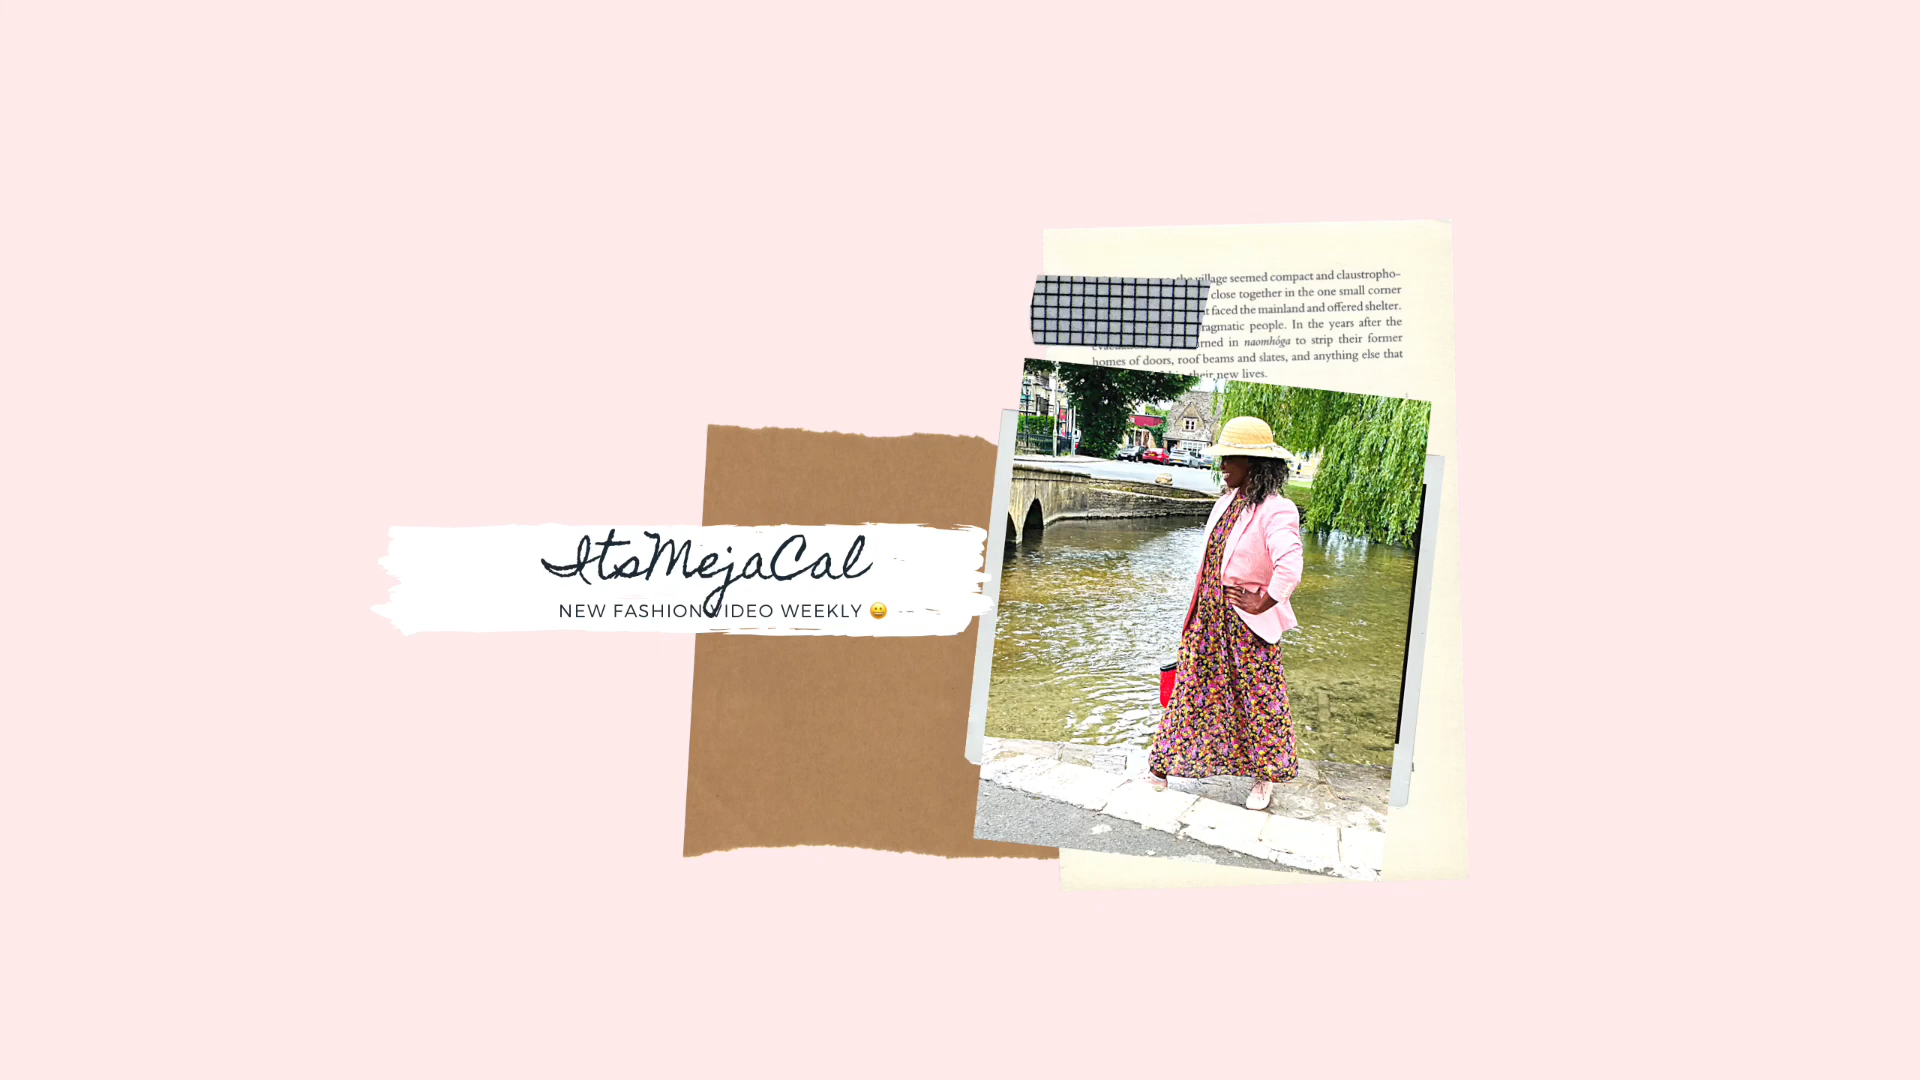 the village seemed compact and claustropho-
close together in the one small corner
faced the mainland and offered shelter.
ragmatic people. In the years after the
rned in naomhóga to strip their former
homes of doors, roof beams and slates, and anything else that
their new lives.
ItsMejaCal
NEW FASHION VIDEO WEEKLY 😀